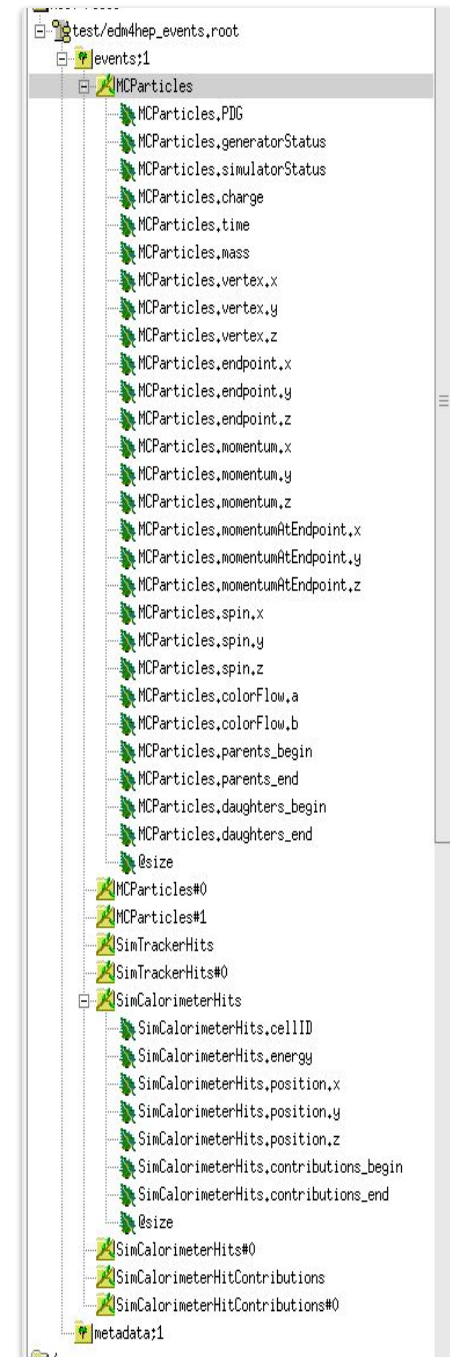 test/edm4hep_events.root
events;1
MCParticles
MCParticles.PDG
MCParticles.generatorStatus
MCParticles.simulatorStatus
MCParticles.charge
MCParticles.time
MCParticles.mass
MCParticles.vertex.x
MCParticles.vertex.y
MCParticles.vertex.z
MCParticles.endpoint.x
MCParticles.endpoint.y
MCParticles.endpoint.z
MCParticles.momentum.x
MCParticles.momentum.y
MCParticles.momentum.z
MCParticles.momentumAtEndpoint.x
MCParticles.momentumAtEndpoint.y
MCParticles.momentumAtEndpoint.z
MCParticles.spin.x
MCParticles.spin.y
MCParticles.spin.z
MCParticles.colorFlow.a
MCParticles.colorFlow.b
MCParticles.parents_begin
MCParticles.parents_end
MCParticles.daughters_begin
MCParticles.daughters_end
@size
MCParticles#0
MCParticles#1
SimTrackerHits
SimTrackerHits#0
SimCalorimeterHits
SimCalorimeterHits.cellID
SimCalorimeterHits.energy
SimCalorimeterHits.position.x
SimCalorimeterHits.position.y
SimCalorimeterHits.position.z
SimCalorimeterHits.contributions_begin
SimCalorimeterHits.contributions_end
@size
SimCalorimeterHits#0
SimCalorimeterHitContributions
SimCalorimeterHitContributions#0
metadata;1